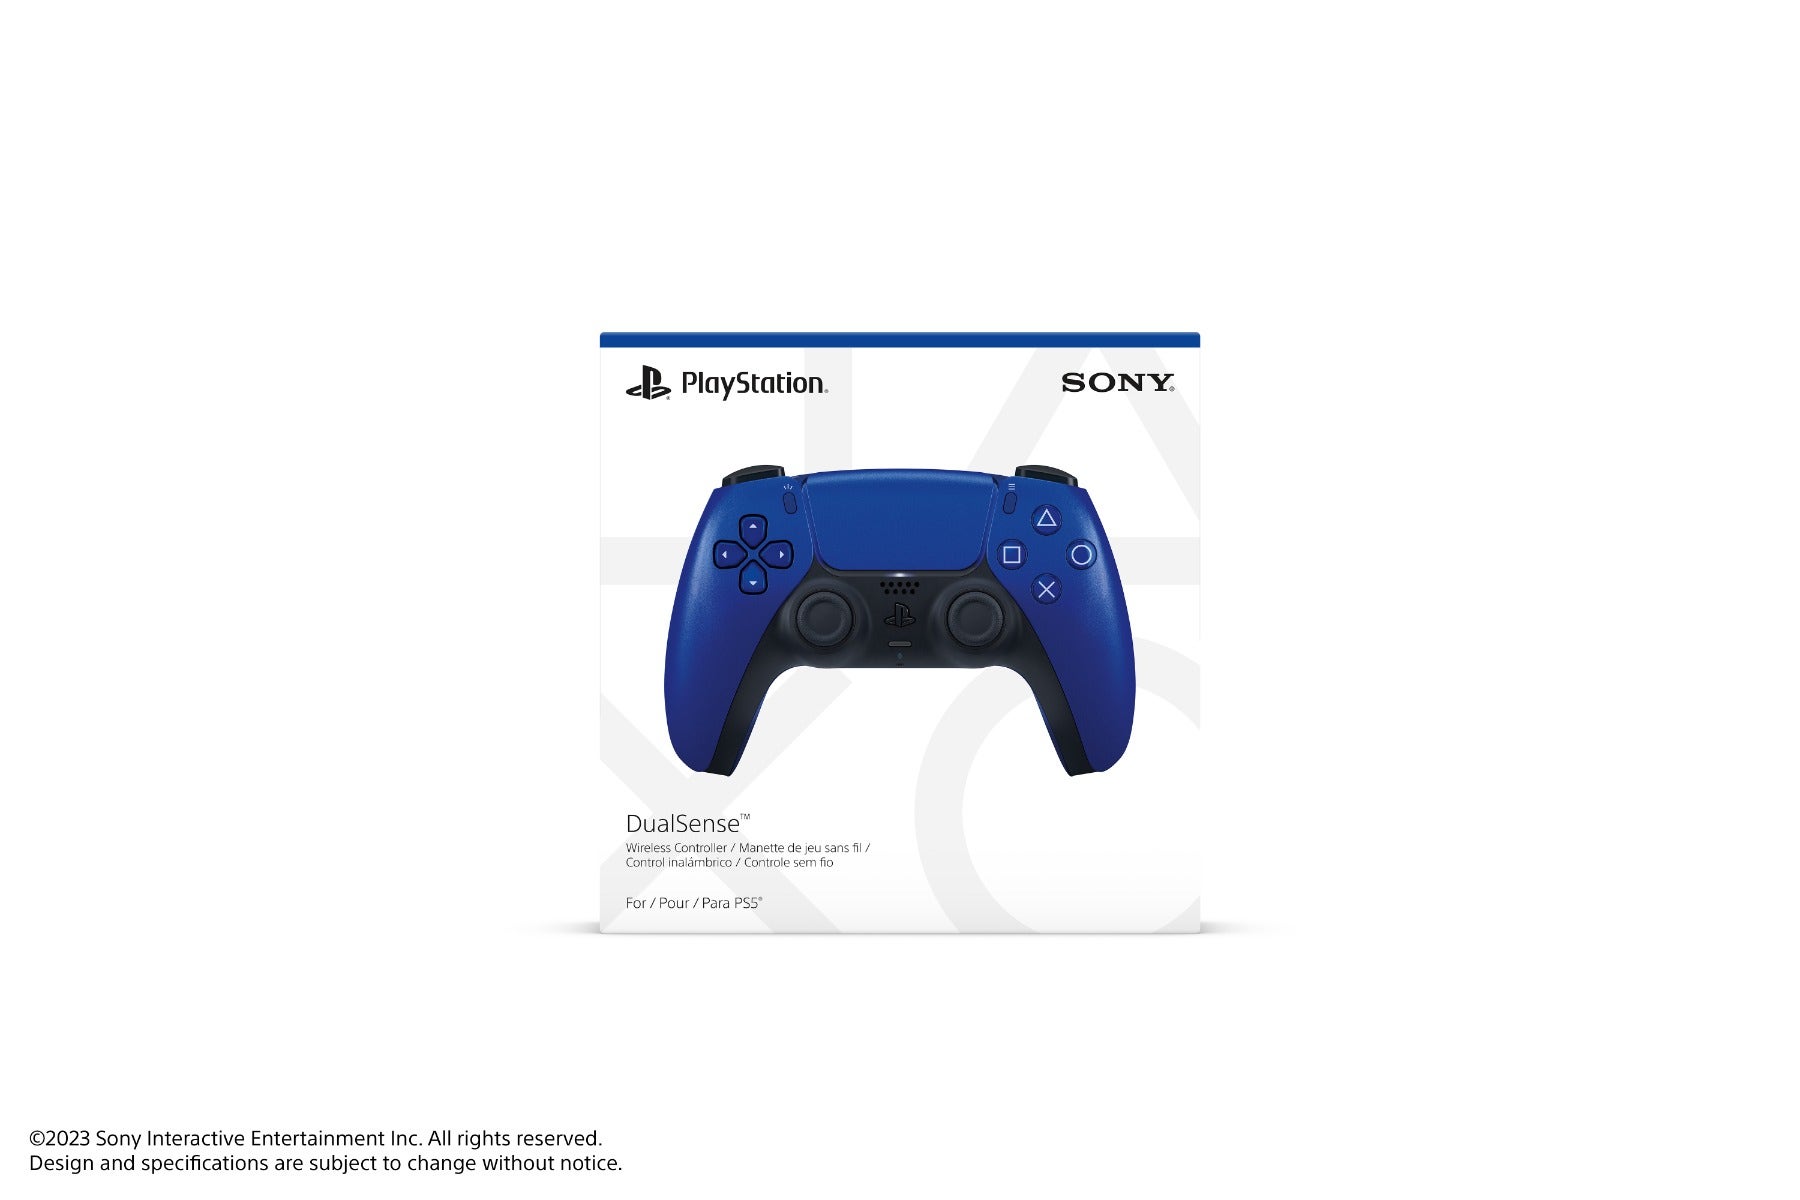 PlayStation®
SONY®
DualSense™
Wireless Controller / Manette de jeu sans fil /
Control inalámbrico / Controle sem fio
For / Pour / Para PS5®
©2023 Sony Interactive Entertainment Inc. All rights reserved.
Design and specifications are subject to change without notice.